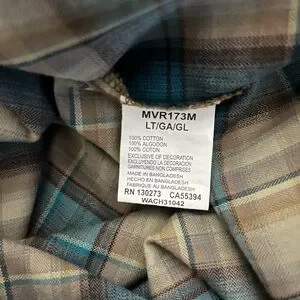 MVR173M
LT/GA/GL
100% COTTON
100% ALGODON
100% COTON
EXCLUSIVE OF DECORATION
EXCLUYENDO LA DECORACIÓN
GARNITURES NON COMPRISES
MADE IN BANGLADESH
HECHO EN BANGLADESH
FABRIQUE AU BANGLADESH
RN 130273 CA55394
WACH31042